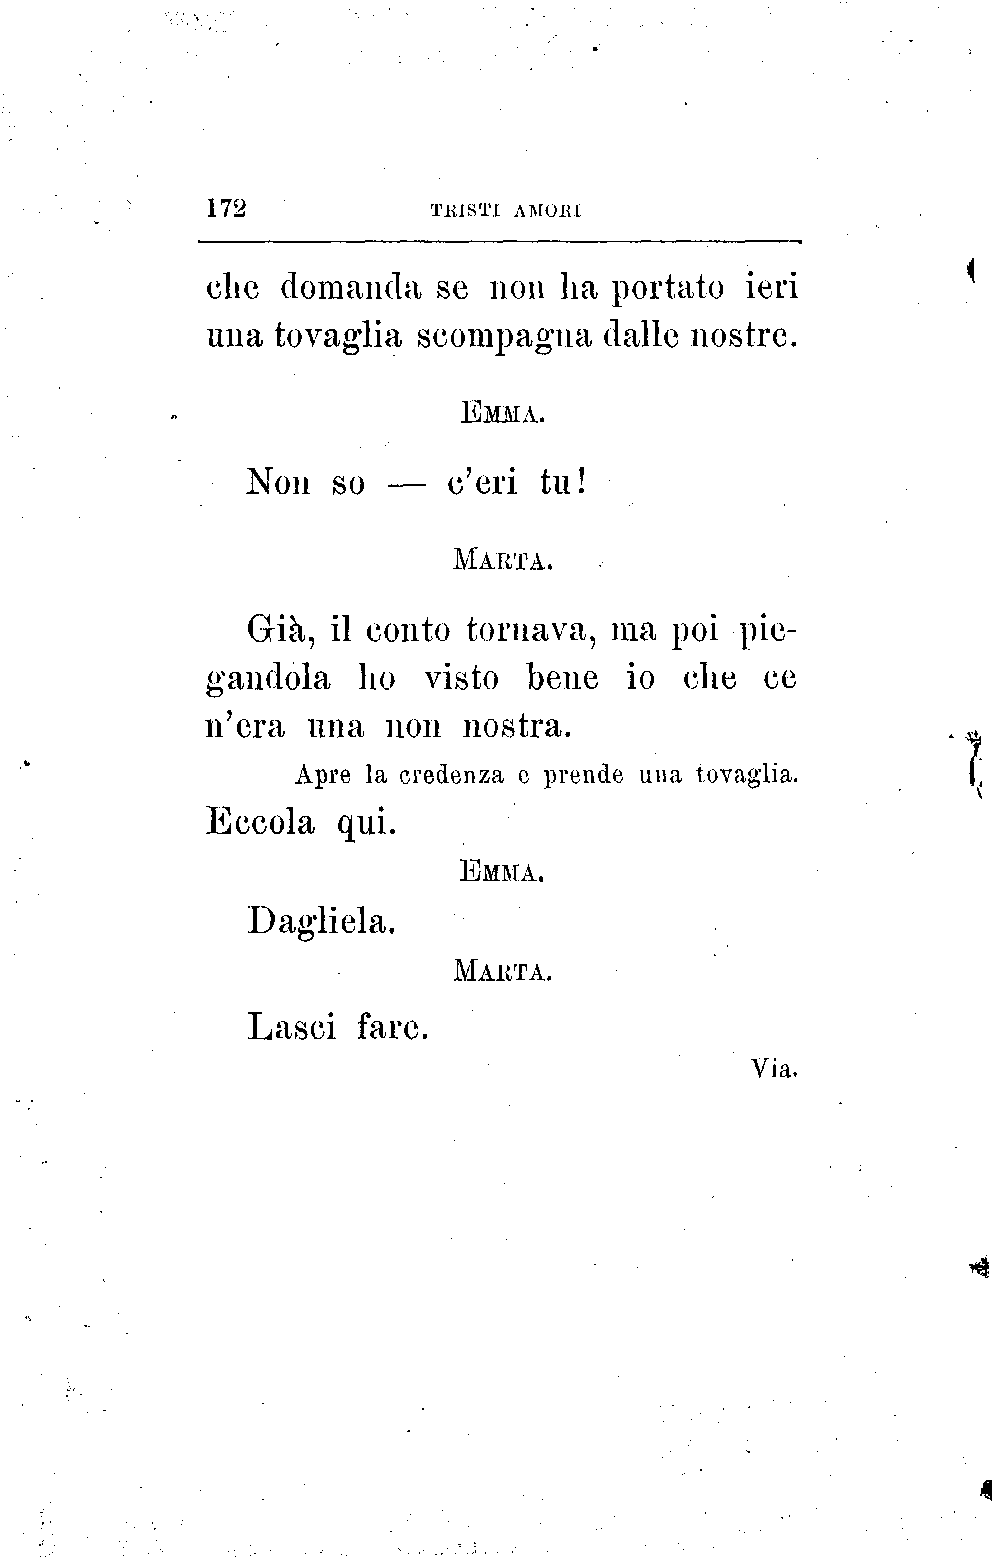 172 TRISTI AMORI
che domanda se non ha portato ieri
una tovaglia scompagna dalle nostre.
EMMA.
Non so — c'eri tu!
MARTA.
Già, il conto tornava, ma poi pie-
gandola ho visto bene io che ce
n'era una non nostra.
Apre la credenza e prende una tovaglia.
Eccola qui.
EMMA.
Dagliela.
MARTA.
Lasci fare.
Via.